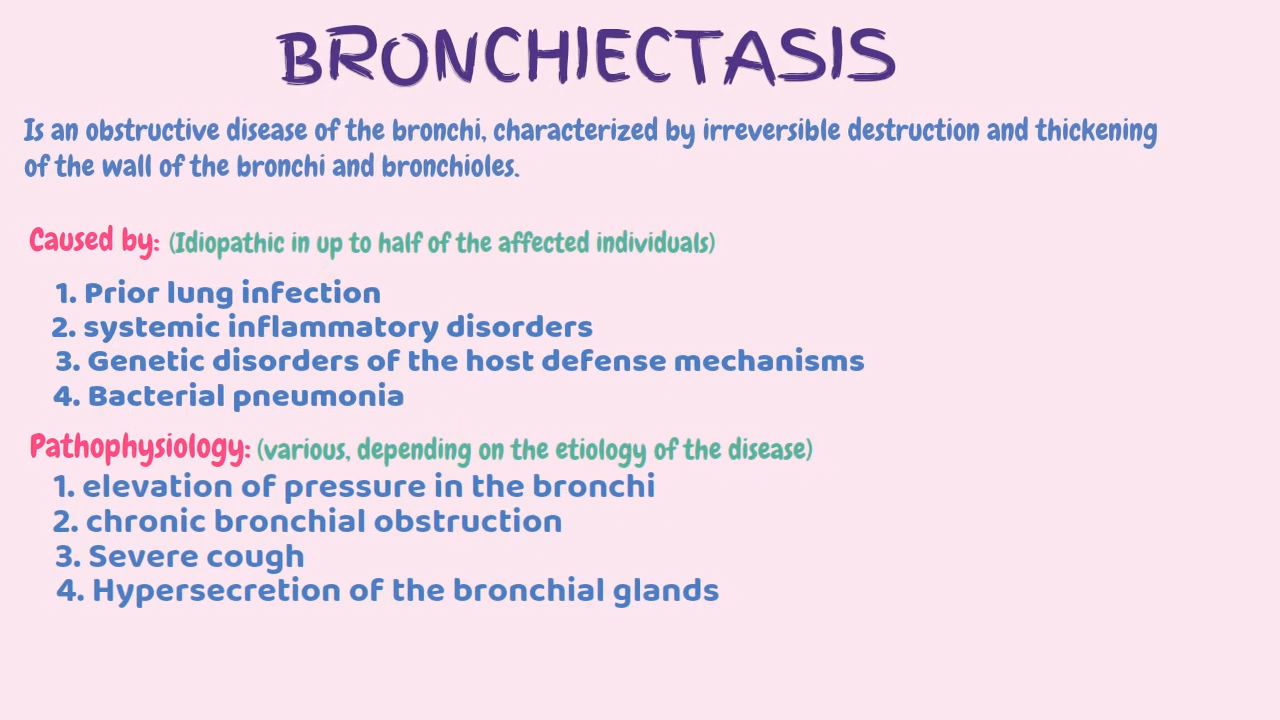 BRONCHIECTASIS
Is an obstructive disease of the bronchi, characterized by irreversible destruction and thickening
of the wall of the bronchi and bronchioles.
Caused by: (Idiopathic in up to half of the affected individuals)
1. Prior lung infection
2. systemic inflammatory disorders
3. Genetic disorders of the host defense mechanisms
4. Bacterial pneumonia
Pathophysiology: (various, depending on the etiology of the disease)
1. elevation of pressure in the bronchi
2. chronic bronchial obstruction
3. Severe cough
4. Hypersecretion of the bronchial glands